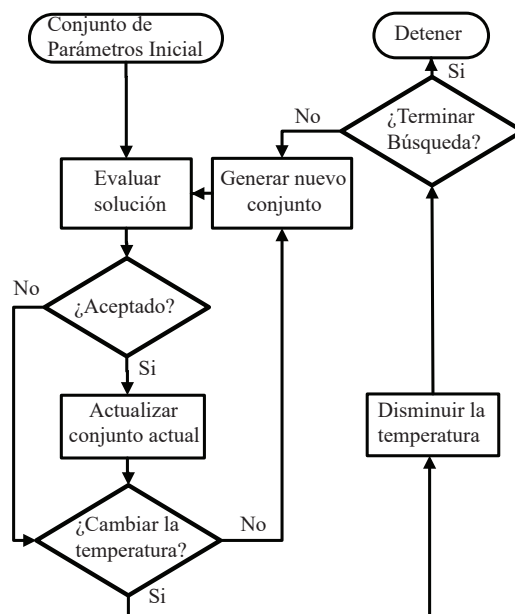 Conjunto de
Parámetros Inicial
Detener
Si
No
¿Terminar
Búsqueda?
Evaluar
solución
Generar nuevo
conjunto
No
¿Aceptado?
Si
Actualizar
conjunto actual
Disminuir la
temperatura
¿Cambiar la
temperatura?
No
Si